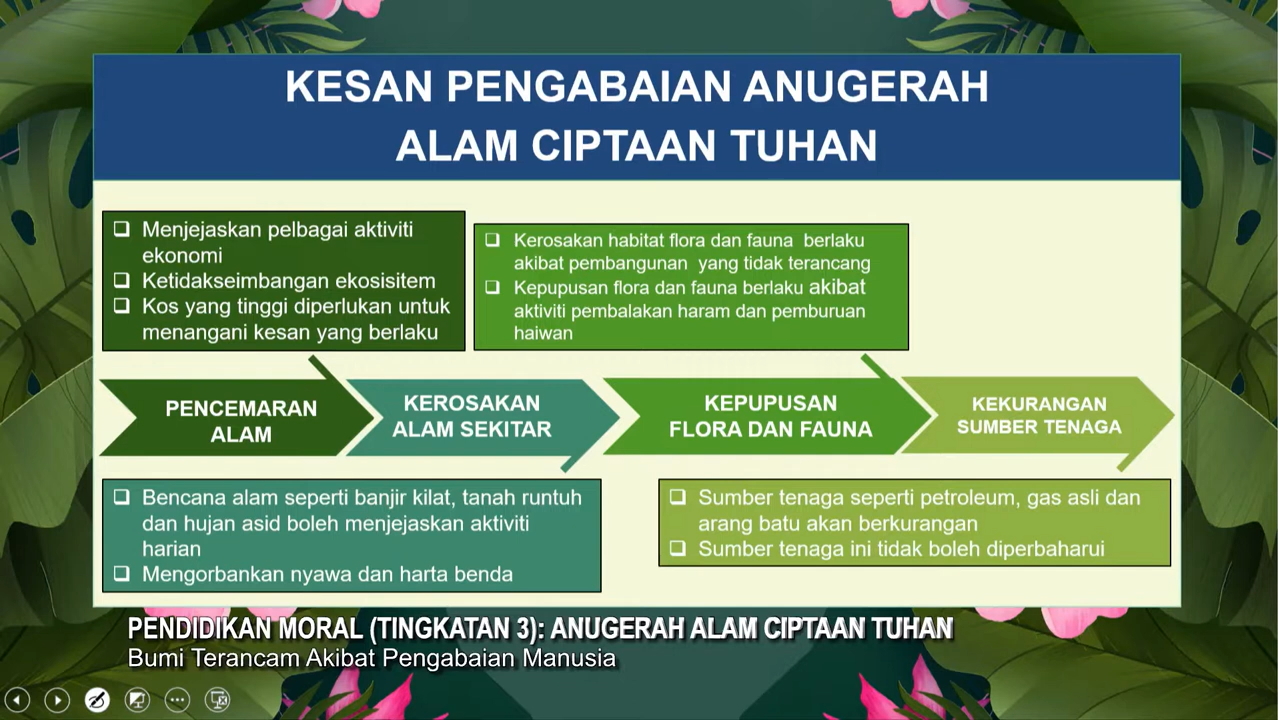 KESAN PENGABAIAN ANUGERAH
ALAM CIPTAAN TUHAN
❑ Menjejaskan pelbagai aktiviti
ekonomi
❑ Ketidakseimbangan ekosisitem
❑ Kos yang tinggi diperlukan untuk
menangani kesan yang berlaku
❑ Kerosakan habitat flora dan fauna berlaku
akibat pembangunan yang tidak terancang
❑ Kepupusan flora dan fauna berlaku akibat
aktiviti pembalakan haram dan pemburuan
haiwan
PENCEMARAN
ALAM
KEROSAKAN
ALAM SEKITAR
KEPUPUSAN
FLORA DAN FAUNA
KEKURANGAN
SUMBER TENAGA
❑ Bencana alam seperti banjir kilat, tanah runtuh
dan hujan asid boleh menjejaskan aktiviti
harian
❑ Mengorbankan nyawa dan harta benda
❑ Sumber tenaga seperti petroleum, gas asli dan
arang batu akan berkurangan
❑ Sumber tenaga ini tidak boleh diperbaharui
PENDIDIKAN MORAL (TINGKATAN 3): ANUGERAH ALAM CIPTAAN TUHAN
Bumi Terancam Akibat Pengabaian Manusia